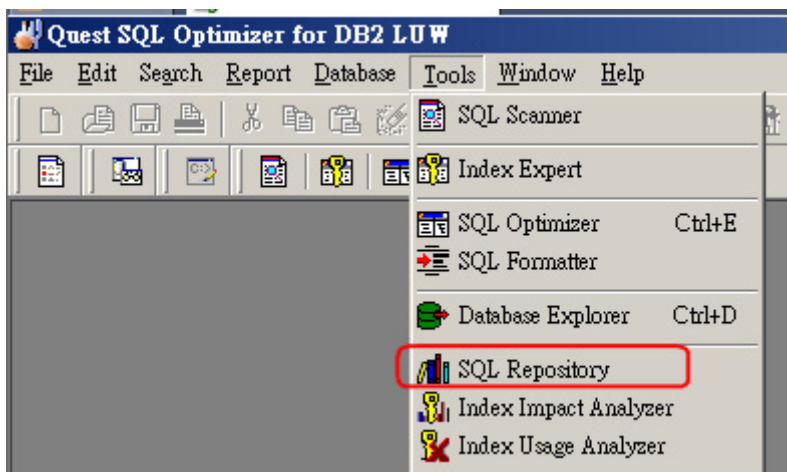 Quest SQL Optimizer for DB2 LUW
File Edit Search Report Database Tools Window Help
SQL Scanner
Index Expert
SQL Optimizer Ctrl+E
SQL Formatter
Database Explorer Ctrl+D
SQL Repository
Index Impact Analyzer
Index Usage Analyzer